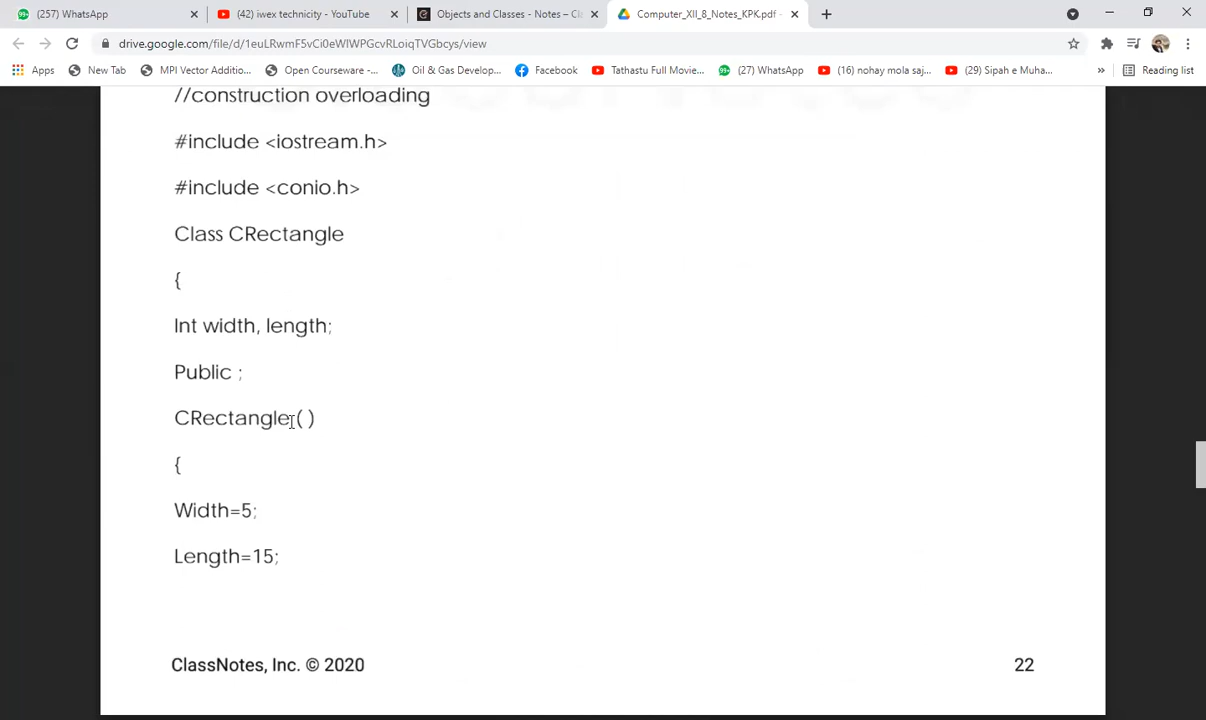 (257) WhatsApp
(42) iwex technicity - YouTube
Objects and Classes - Notes – Cl
Computer_XII_8_Notes_KPK.pdf -
drive.google.com/file/d/1euLRwmF5vCi0eWIWPGcvRLoiqTVGbcys/view
Apps
New Tab
MPI Vector Additio...
Open Courseware -...
Oil & Gas Develop...
Facebook
Tathastu Full Movie...
(27) WhatsApp
(16) nohay mola saj...
(29) Sipah e Muha...
»
Reading list
//construction overloading
#include <iostream.h>
#include <conio.h>
Class CRectangle
{
Int width, length;
Public ;
CRectangle ( )
{
Width=5;
Length=15;
ClassNotes, Inc. © 2020
22